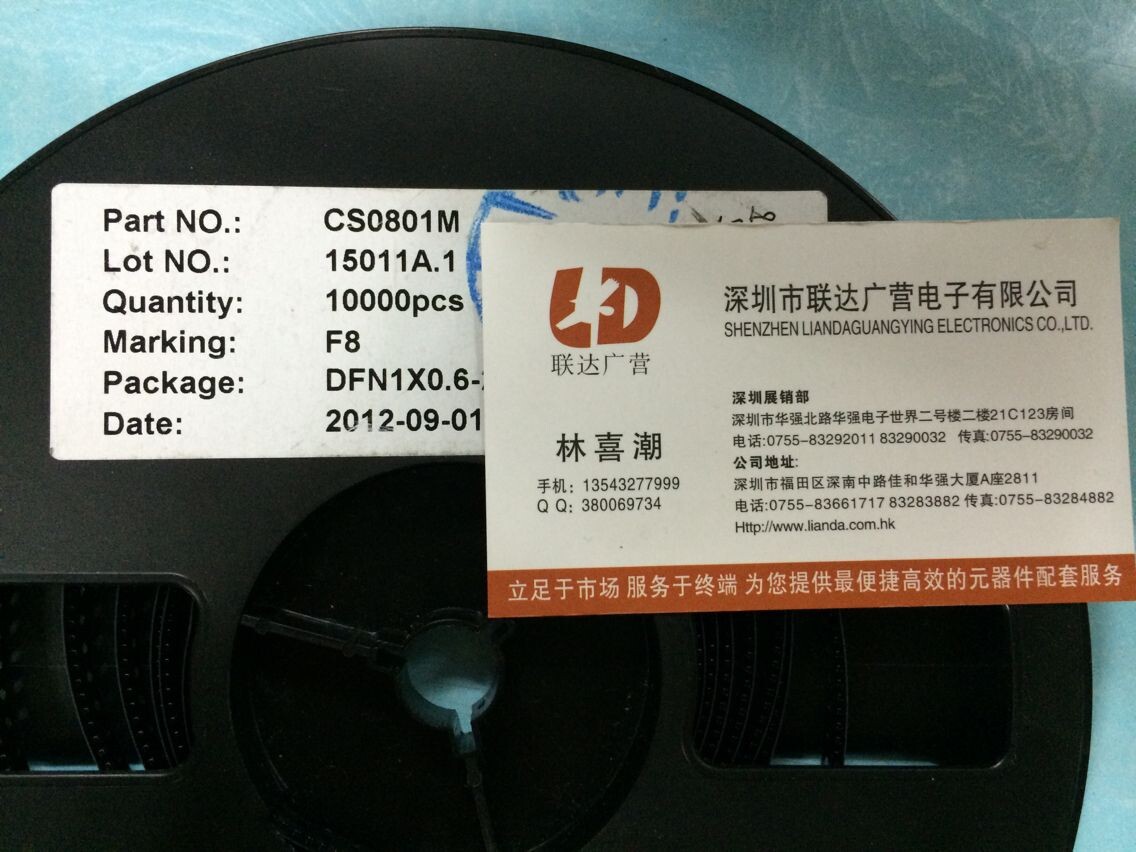 Part NO.: CS0801M
Lot NO.: 15011A.1
Quantity: 10000pcs
Marking: F8
Package: DFN1X0.6-
Date: 2012-09-01
LD
联达广营
深圳市联达广营电子有限公司
SHENZHEN LIANDAGUANGYING ELECTRONICS CO.,LTD.
林喜潮
手机：13543277999
Q Q：380069734
深圳展销部
深圳市华强北路华强电子世界二号楼二楼21C123房间
电话:0755-83292011 83290032 传真:0755-83290032
公司地址:
深圳市福田区深南中路佳和华强大厦A座2811
电话:0755-83661717 83283882 传真:0755-83284882
Http://www.lianda.com.hk
立足于市场 服务于终端 为您提供最便捷高效的元器件配套服务